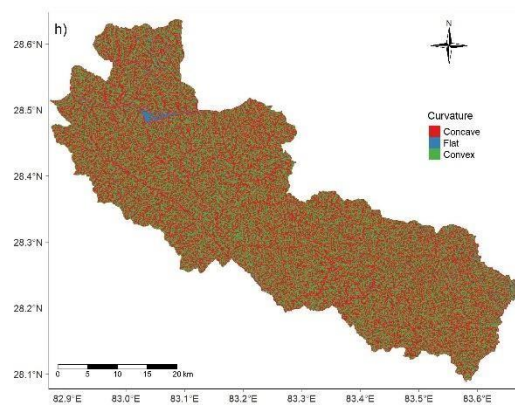 h)
N
28.6°N
28.5°N
28.4°N
28.3°N
28.2°N
28.1°N
Curvature
Concave
Flat
Convex
0 5 10 15 20 km
82.9°E 83.0°E 83.1°E 83.2°E 83.3°E 83.4°E 83.5°E 83.6°E